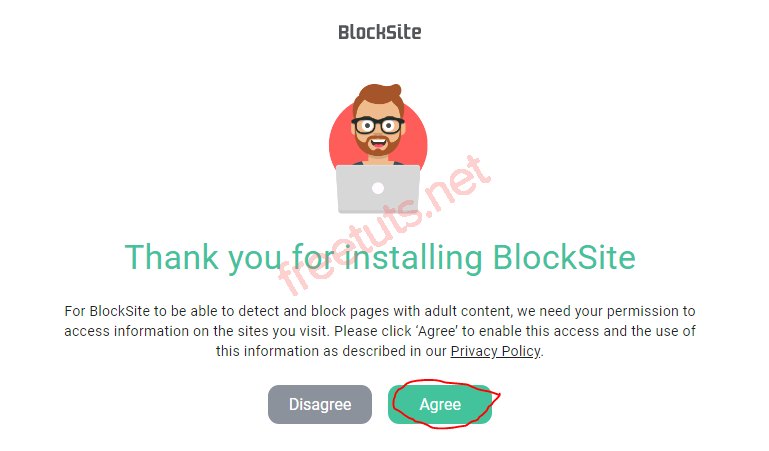 BlockSite
freetuts.net
Thank you for installing BlockSite
For BlockSite to be able to detect and block pages with adult content, we need your permission to
access information on the sites you visit. Please click ‘Agree’ to enable this access and the use of
this information as described in our Privacy Policy.
Disagree
Agree